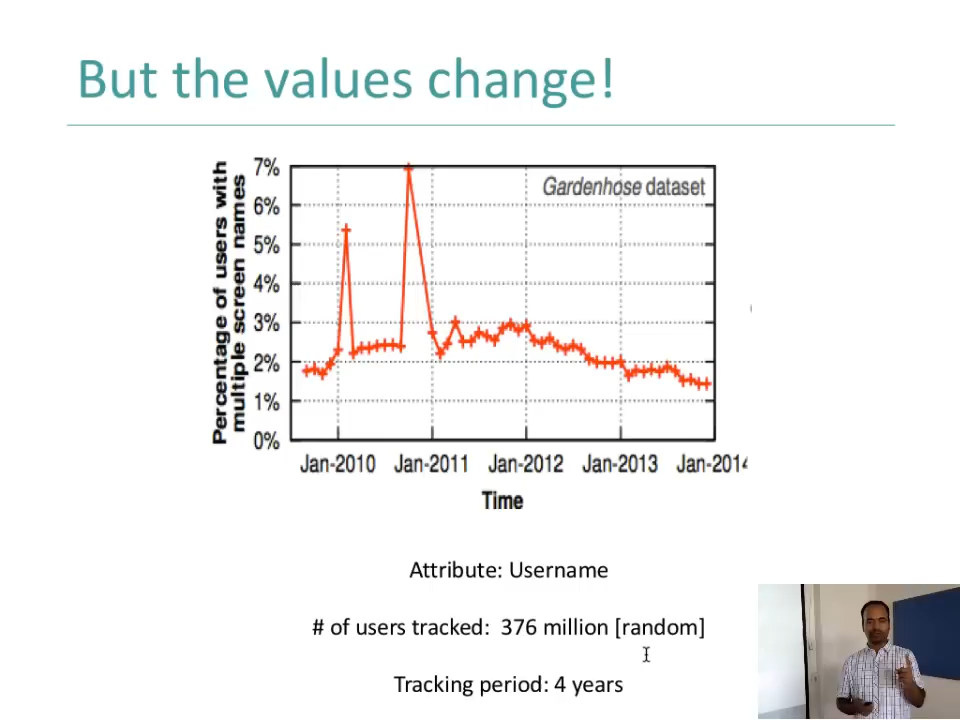 But the values change!
Percentage of users with
multiple screen names
7%
6%
5%
4%
3%
2%
1%
0%
Gardenhose dataset
Jan-2010 Jan-2011 Jan-2012 Jan-2013 Jan-2014
Time
Attribute: Username
# of users tracked: 376 million [random]
Tracking period: 4 years